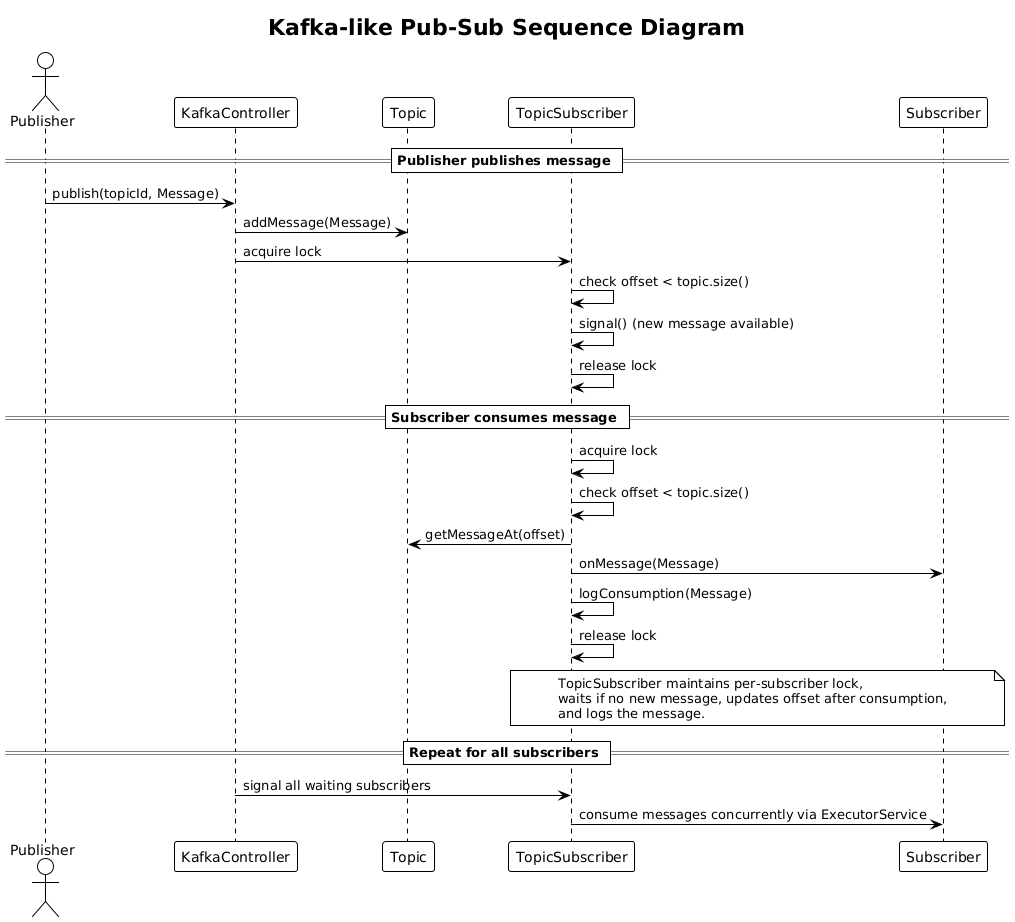 Kafka-like Pub-Sub Sequence Diagram
Publisher
KafkaController
Topic
TopicSubscriber
Subscriber
Publisher publishes message
publish(topicId, Message)
addMessage(Message)
acquire lock
check offset < topic.size()
signal() (new message available)
release lock
Subscriber consumes message
acquire lock
check offset < topic.size()
getMessageAt(offset)
onMessage(Message)
logConsumption(Message)
release lock
TopicSubscriber maintains per-subscriber lock,
waits if no new message, updates offset after consumption,
and logs the message.
Repeat for all subscribers
signal all waiting subscribers
consume messages concurrently via ExecutorService
Publisher
KafkaController
Topic
TopicSubscriber
Subscriber